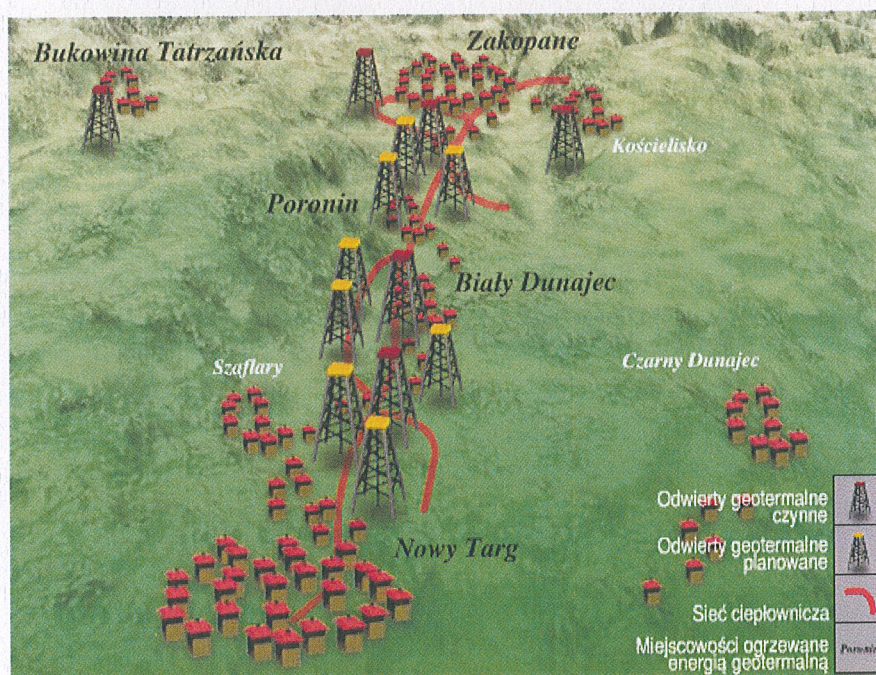 Bukowina Tatrzańska
Zakopane
Kościelisko
Poronin
Biały Dunajec
Szaflary
Czarny Dunajec
Nowy Targ
Odwierty geotermalne
czynne
Odwierty geotermalne
planowane
Sieć ciepłownicza
Miejscowości ogrzewane
energią geotermalną
Poronin